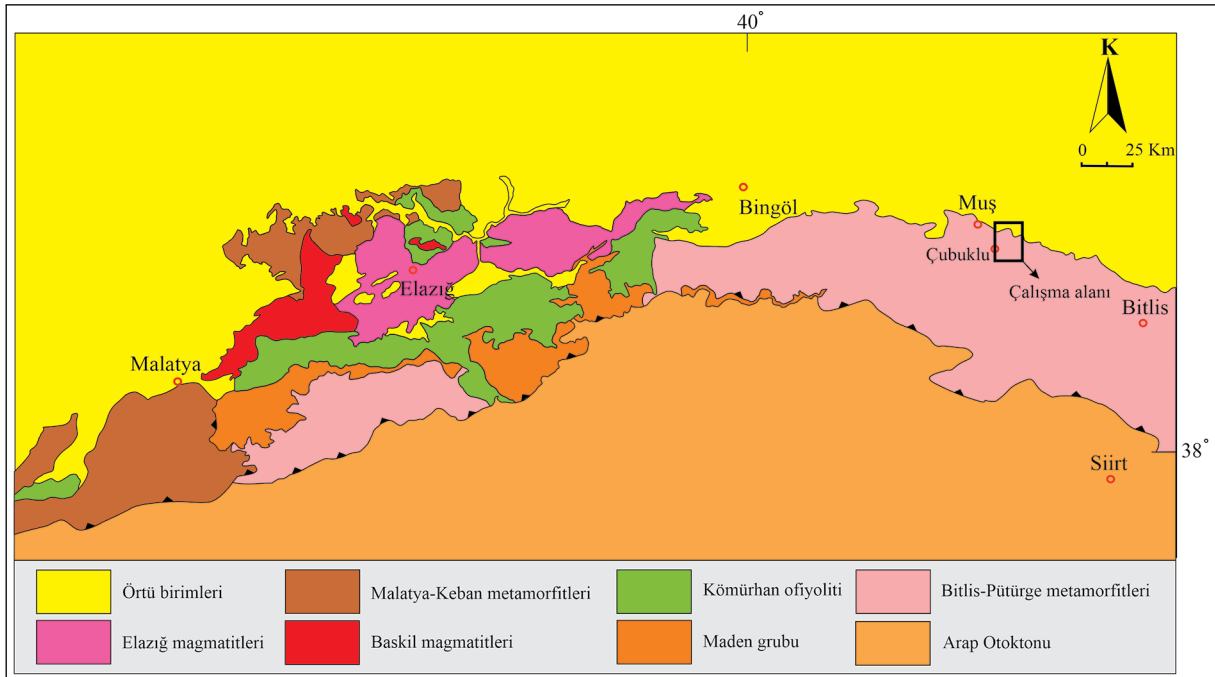 40°
K
0 25 Km
Bingöl
Muş
Çubuklu
Çalışma alanı
Elazığ
Bitlis
Malatya
38°
Siirt
Örtü birimleri
Malatya-Keban metamorfitleri
Kömürhan ofiyoliti
Bitlis-Pütürge metamorfitleri
Elazığ magmatitleri
Baskil magmatitleri
Maden grubu
Arap Otoktonu